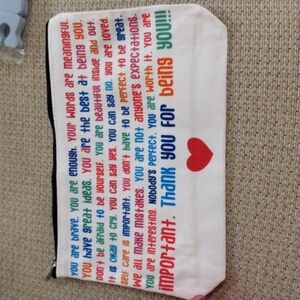 You are brave. You are enough. Your words are meaningful.
You have great ideas. You are the best at being YOU.
Don't be afraid to be yourself. You are beautiful inside and out.
It is okay to cry. You can say yes. You can say no. You are loved.
Self care is important. You don't have to be perfect to be great.
We all make mistakes. You are not anyone's expectations.
You are interesting. Nobody's perfect. You are worth it. You are
important. Thank you for being YOU!!!